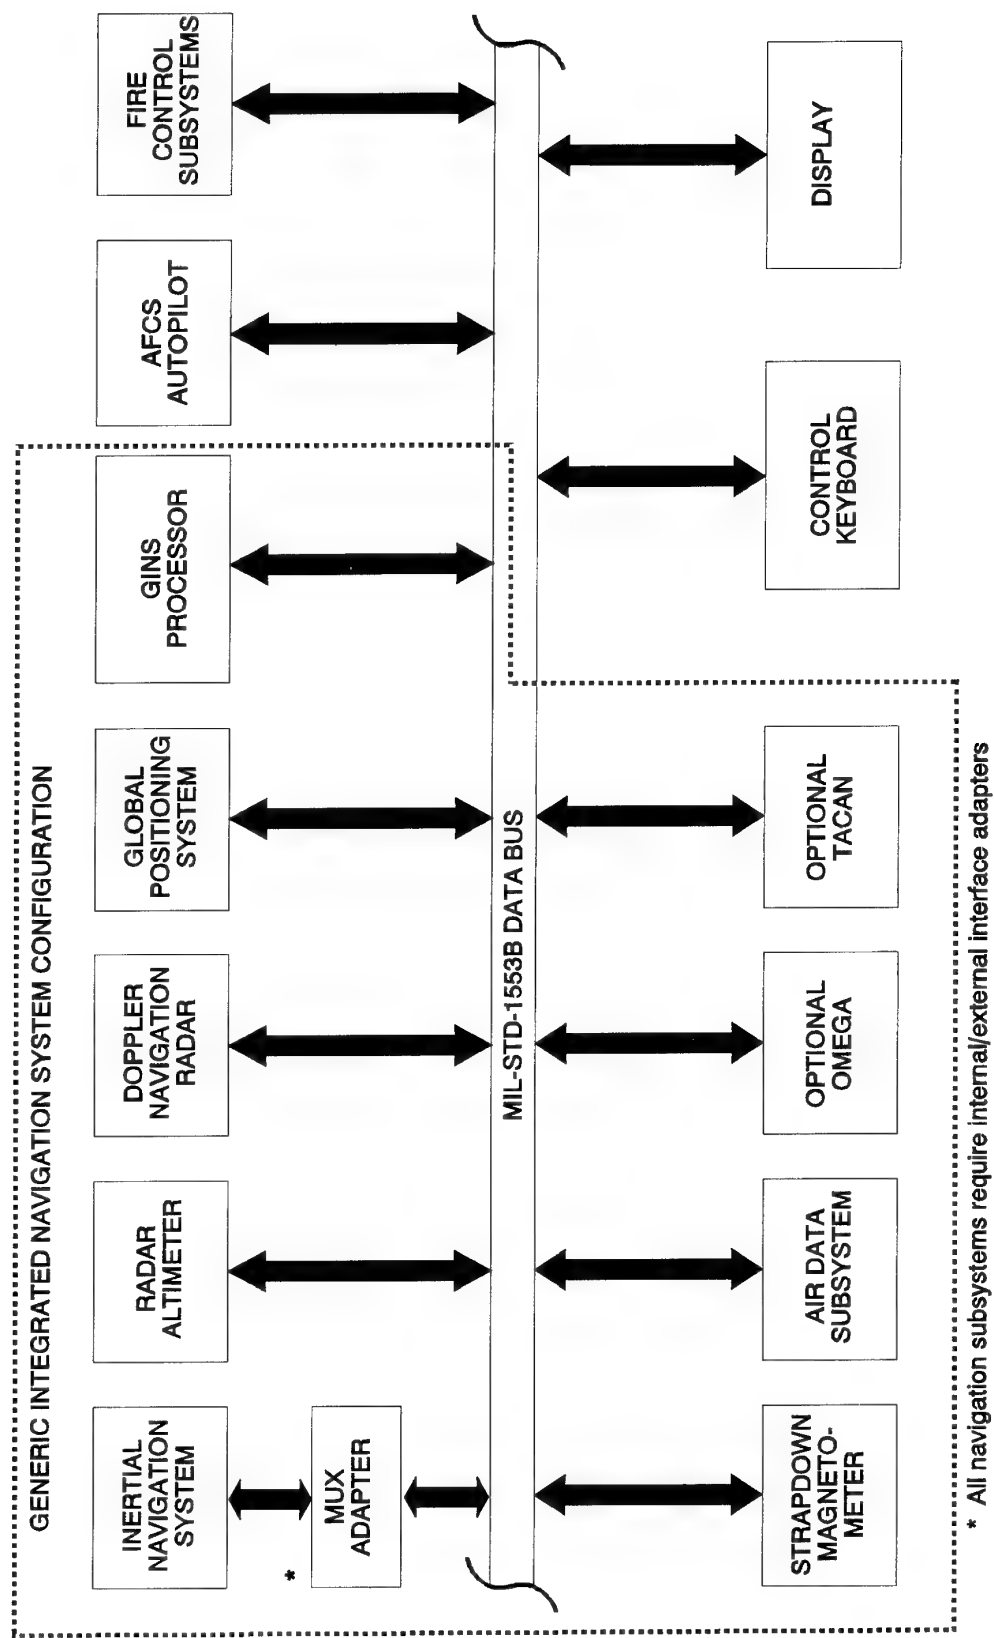 GENERIC INTEGRATED NAVIGATION SYSTEM CONFIGURATION
INERTIAL
NAVIGATION
SYSTEM
RADAR
ALTIMETER
DOPPLER
NAVIGATION
RADAR
GLOBAL
POSITIONING
SYSTEM
GINS
PROCESSOR
AFCS
AUTOPILOT
FIRE
CONTROL
SUBSYSTEMS
*
MUX
ADAPTER
MIL-STD-1553B DATA BUS
STRAPDOWN
MAGNETO-
METER
AIR DATA
SUBSYSTEM
OPTIONAL
OMEGA
OPTIONAL
TACAN
CONTROL
KEYBOARD
DISPLAY
* All navigation subsystems require internal/external interface adapters